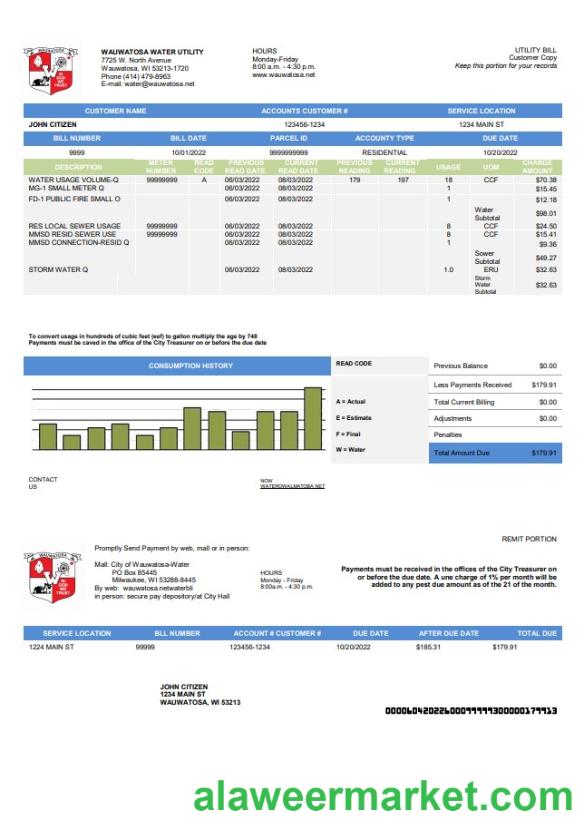 WAUWATOSA
IN GOD WE TRUST
WAUWATOSA WATER UTILITY
7725 W. North Avenue
Wauwatosa, WI 53213-1720
Phone (414) 479-8963
E-mail: water@wauwatosa.net
HOURS
Monday-Friday
8:00 a.m. - 4:30 p.m.
www.wauwatosa.net
UTILITY BILL
Customer Copy
Keep this portion for your records
CUSTOMER NAME ACCOUNTS CUSTOMER # SERVICE LOCATION
JOHN CITIZEN 123456-1234 1234 MAIN ST
BILL NUMBER BILL DATE PARCEL ID ACCOUNTY TYPE DUE DATE
9999 10/01/2022 9999999999 RESIDENTIAL 10/20/2022
DESCRIPTION METER NUMBER READ CODE PREVIOUS READ DATE CURRENT READ DATE PREVIOUS READING CURRENT READING USAGE UOM CHARGE AMOUNT
WATER USAGE VOLUME-Q 99999999 A 06/03/2022 08/03/2022 179 197 18 CCF $70.38
MG-1 SMALL METER Q 06/03/2022 08/03/2022 1 $15.45
FD-1 PUBLIC FIRE SMALL O 06/03/2022 08/03/2022 1 $12.18
Water Subtotal $98.01
RES LOCAL SEWER USAGE 99999999 06/03/2022 08/03/2022 8 CCF $24.50
MMSD RESID SEWER USE 99999999 06/03/2022 08/03/2022 8 CCF $15.41
MMSD CONNECTION-RESID Q 06/03/2022 08/03/2022 1 $9.36
Sower Subtotal $49.27
STORM WATER Q 06/03/2022 08/03/2022 1.0 ERU $32.63
Storm Water Subtotal $32.63
To convert usage in hundreds of cubic feet (eef) to gallon multiply the age by 748
Payments must be caved in the office of the City Treasurer on or before the due date
CONSUMPTION HISTORY
READ CODE
A = Actual
E = Estimate
F = Final
W = Water
Previous Balance $0.00
Less Payments Received $179.91
Total Current Billing $0.00
Adjustments $0.00
Penalties
Total Amount Due $179.91
CONTACT
US
NOW
WATERDWALMATOBA.NET
REMIT PORTION
WAUWATOSA
IN GOD WE TRUST
Promptly Send Payment by web, mail or in person:
Mall: City of Wauwatosa-Water
PO Box 85445
Milwaukee, WI 53288-8445
By web: wauwatosa.netwaterbli
in person: secure pay depository/at City Hall
HOURS
Monday - Friday
8:00a.m. - 4:30 p.m.
Payments must be received in the offices of the City Treasurer on
or before the due date. A une charge of 1% per month will be
added to any pest due amount as of the 21 of the month.
SERVICE LOCATION BLL NUMBER ACCOUNT # CUSTOMER # DUE DATE AFTER DUE DATE TOTAL DUE
1224 MAIN ST 99999 123456-1234 10/20/2022 $185.31 $179.91
JOHN CITIZEN
1234 MAIN ST
WAUWATOSA, WI 53213
0000604202260009999930000017 9913
alaweermarket.com